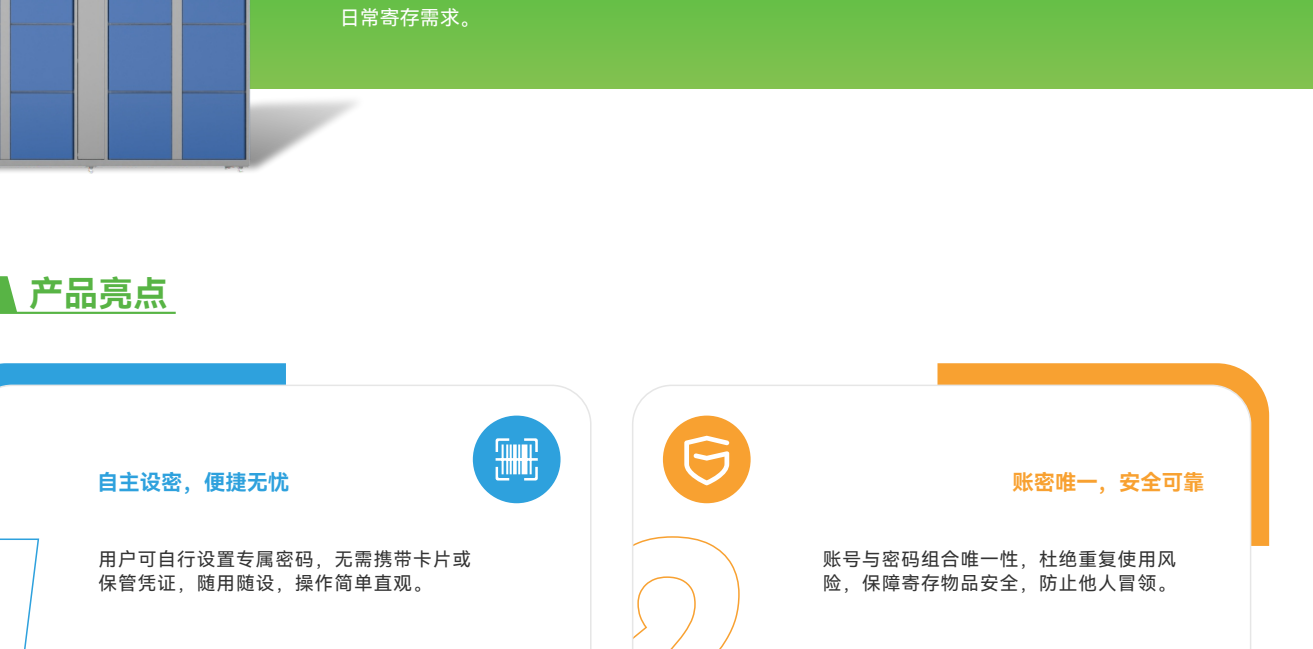 日常寄存需求。
产品亮点
自主设密，便捷无忧
用户可自行设置专属密码，无需携带卡片或
保管凭证，随用随设，操作简单直观。
账密唯一，安全可靠
账号与密码组合唯一性，杜绝重复使用风
险，保障寄存物品安全，防止他人冒领。
2